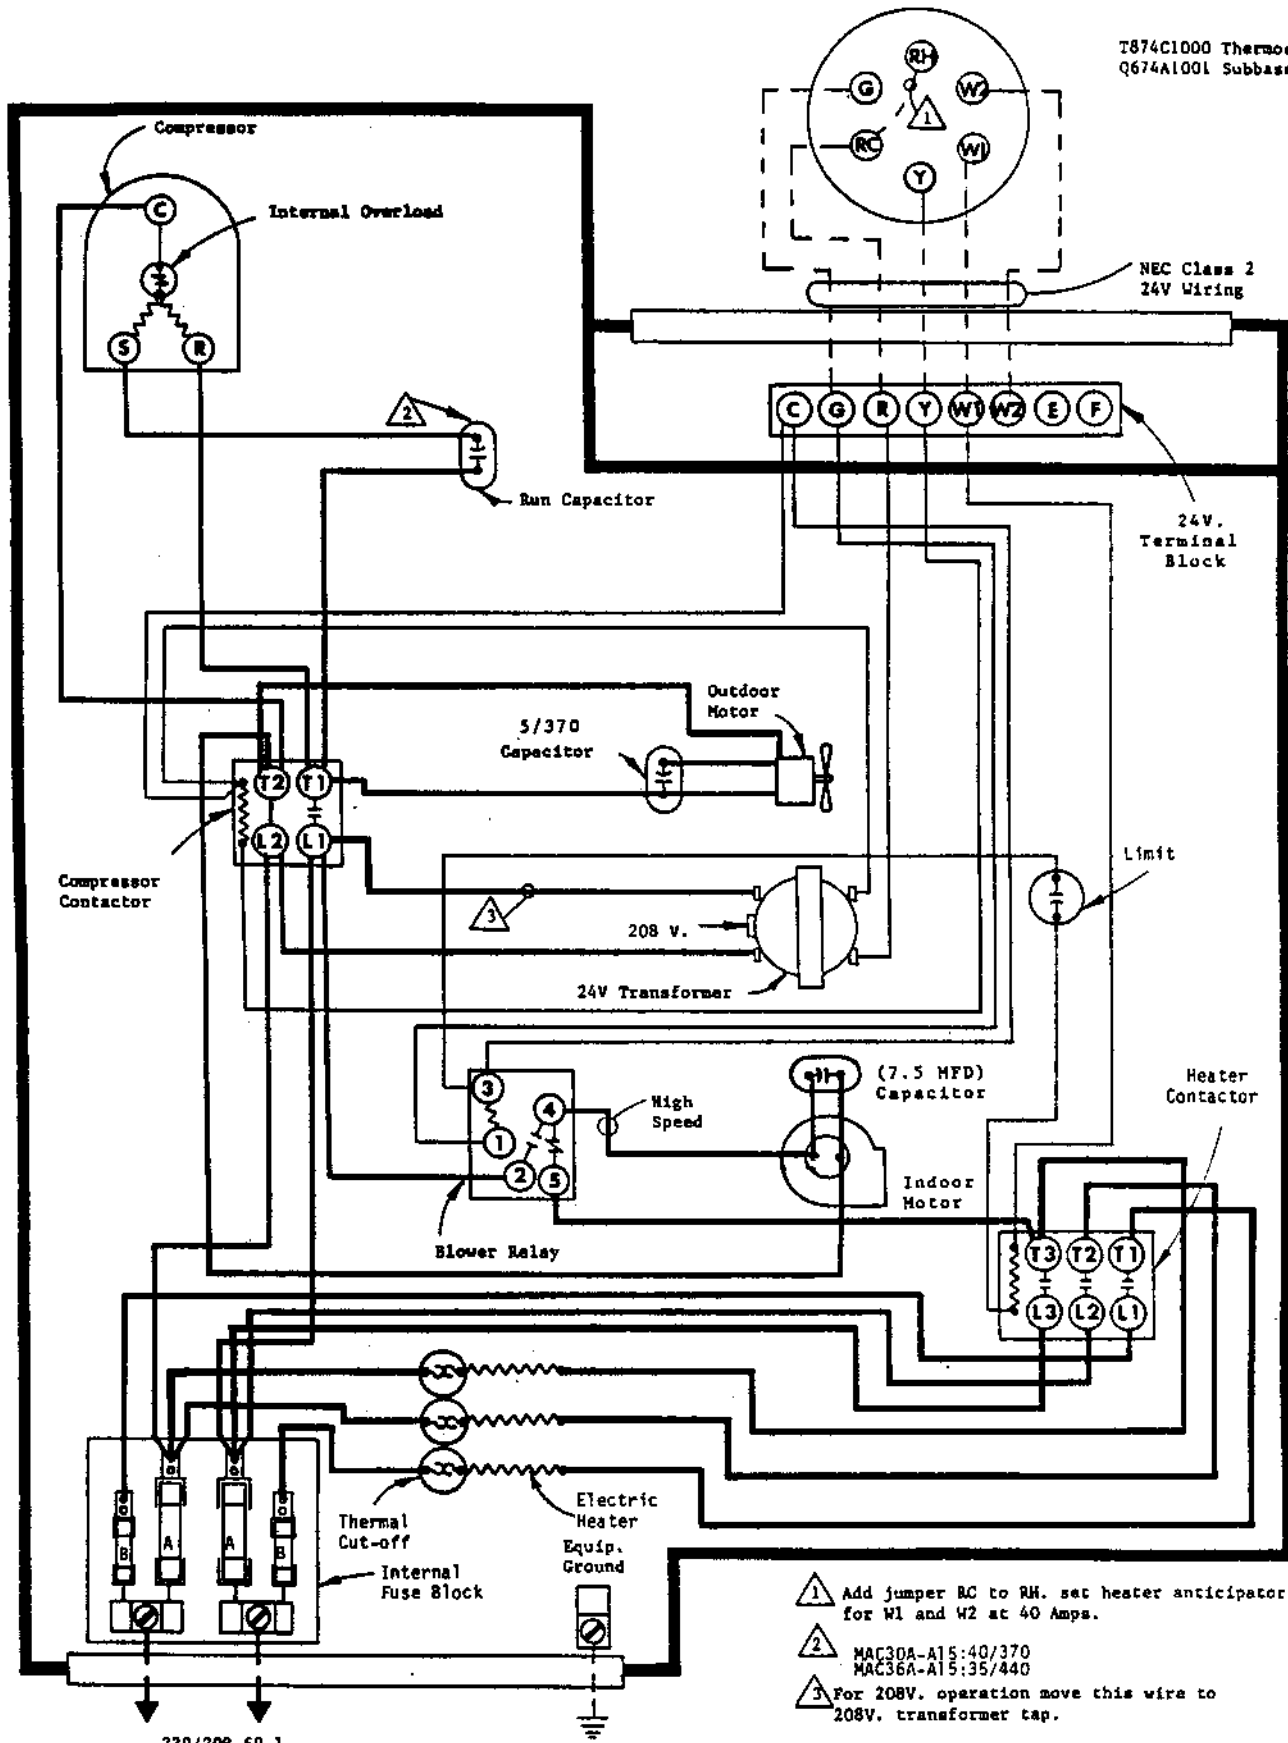 T874C1000
Q674A1001
RH
G
W2
1
RC
W1
Y
Compressor
C
Internal Overload
S
R
NEC Class 2
24V Wiring
2
Run Capacitor
C
G
R
Y
W1
W2
E
F
24V.
Terminal
Block
Outdoor
Motor
5/370
Capacitor
T2
T1
L2
L1
Compressor
Contactor
3
208 V.
24V Transformer
Limit
3
4
1
2
5
High
Speed
(7.5 MFD)
Capacitor
Heater
Contactor
Indoor
Motor
Blower Relay
T3
T2
T1
L3
L2
L1
B
A
A
B
Thermal
Cut-off
Electric
Heater
Internal
Fuse Block
Equip.
Ground
1 Add jumper RC to RH. set heater anticipator
for W1 and W2 at 40 Amps.
2 MAC30A-A15:40/370
MAC36A-A15:35/440
3 For 208V. operation move this wire to
208V. transformer tap.